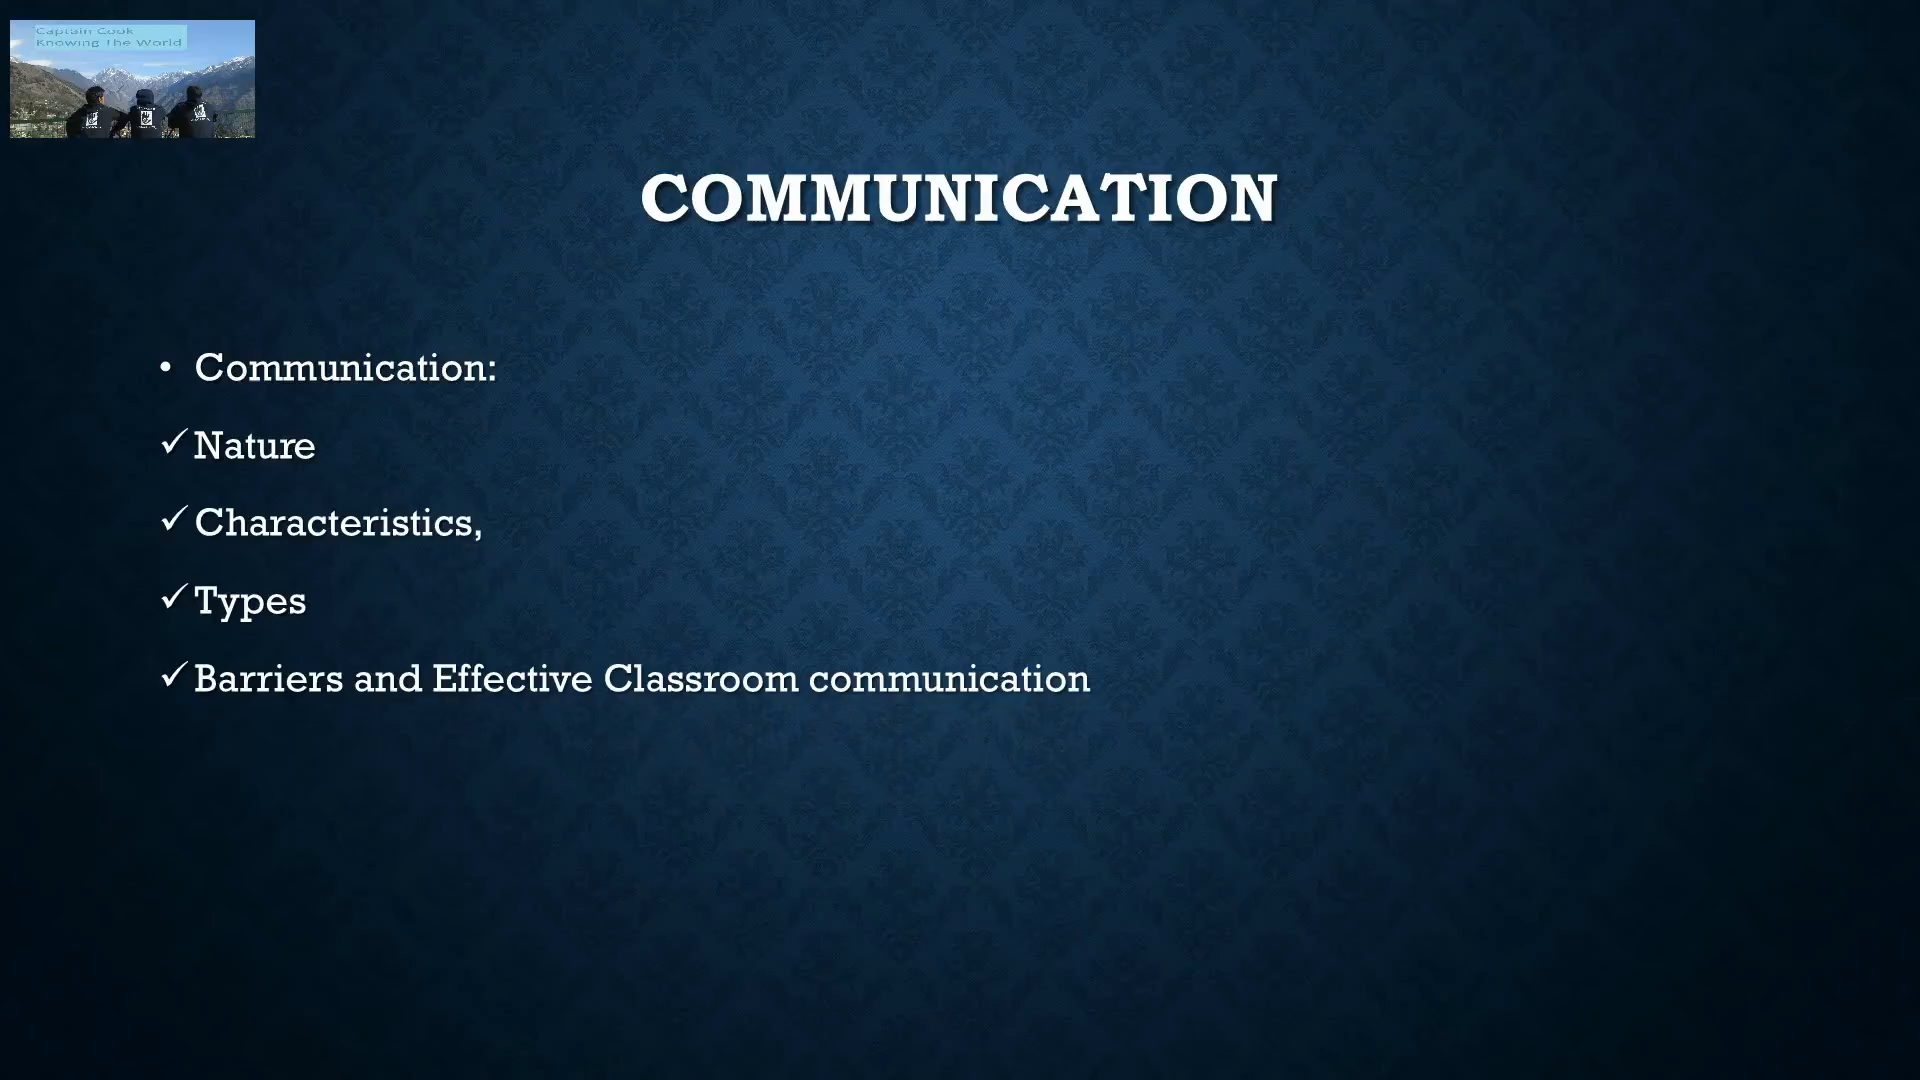 Captain Cook
Knowing The World
COMMUNICATION
• Communication:
✓ Nature
✓ Characteristics,
✓ Types
✓ Barriers and Effective Classroom communication